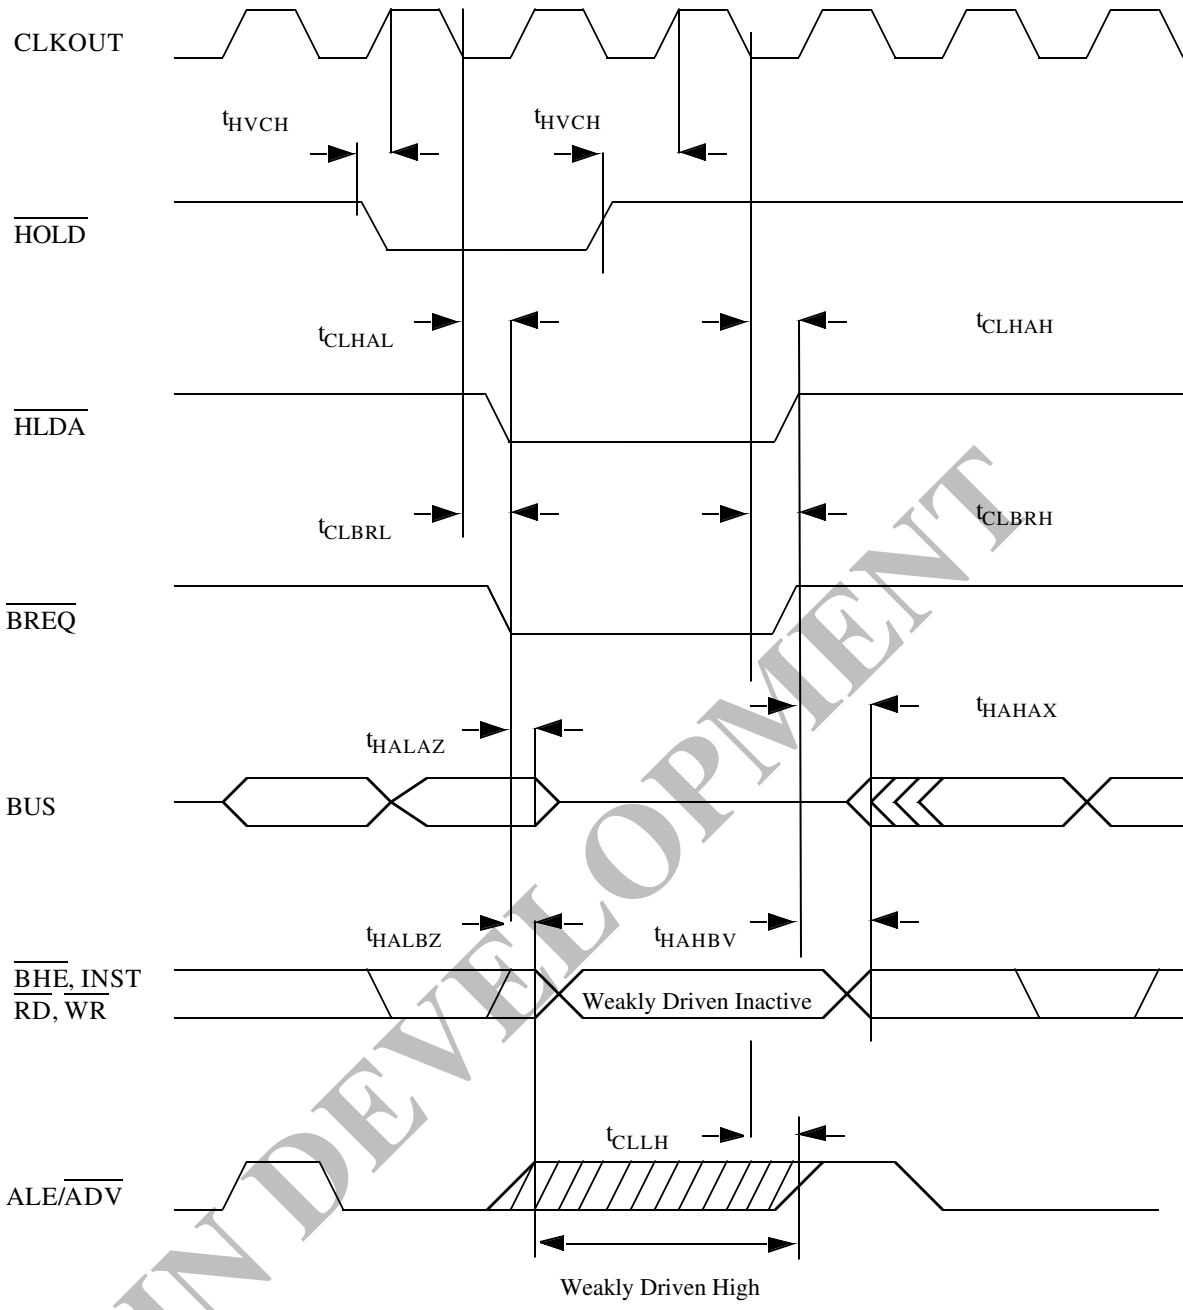 CLKOUT
tHVCH
tHVCH
HOLD
tCLHAL
tCLHAH
HLDA
tCLBRL
tCLBRH
BREQ
tHALAZ
tHAHAX
BUS
tHALBZ
tHAHBV
BHE, INST
RD, WR
Weakly Driven Inactive
tCLLH
ALE/ADV
Weakly Driven High
IN DEVELOPMENT